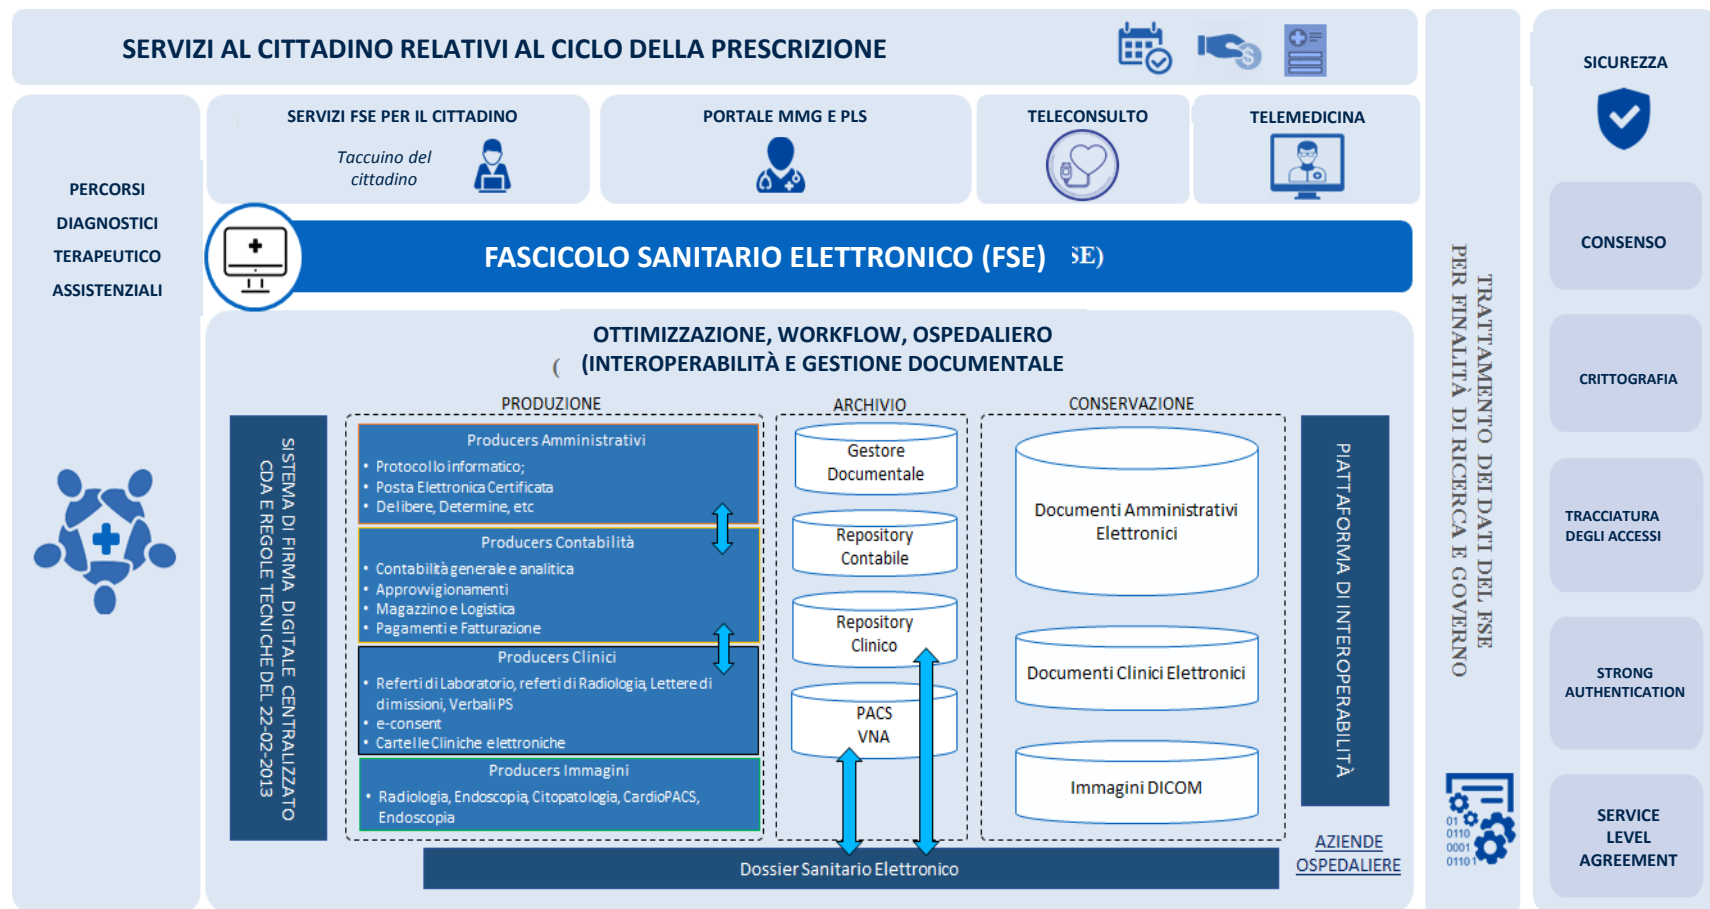 SERVIZI AL CITTADINO RELATIVI AL CICLO DELLA PRESCRIZIONE
PERCORSI
DIAGNOSTICI
TERAPEUTICO
ASSISTENZIALI
SERVIZI FSE PER IL CITTADINO
Taccuino del
cittadino
PORTALE MMG E PLS
TELECONSULTO
TELEMEDICINA
FASCICOLO SANITARIO ELETTRONICO (FSE) SE)
OTTIMIZZAZIONE, WORKFLOW, OSPEDALIERO
( (INTEROPERABILITÀ E GESTIONE DOCUMENTALE
SISTEMA DI FIRMA DIGITALE CENTRALIZZATO
CDA E REGOLE TECNICHE DEL 22-02-2013
PRODUZIONE
Producers Amministrativi
• Protocollo informatico;
• Posta Elettronica Certificata
• Delibere, Determine, etc
Producers Contabilità
• Contabilità generale e analitica
• Approvvigionamenti
• Magazzino e Logistica
• Pagamenti e Fatturazione
Producers Clinici
• Referti di Laboratorio, referti di Radiologia, Lettere di
dimissioni, Verbali PS
• e-consent
• Cartelle Cliniche elettroniche
Producers Immagini
• Radiologia, Endoscopia, Citopatologia, CardioPACS,
Endoscopia
ARCHIVIO
Gestore
Documentale
Repository
Contabile
Repository
Clinico
PACS
VNA
CONSERVAZIONE
Documenti Amministrativi
Elettronici
Documenti Clinici Elettronici
Immagini DICOM
PIATTAFORMA DI INTEROPERABILITÀ
AZIENDE
OSPEDALIERE
Dossier Sanitario Elettronico
TRATTAMENTO DEI DATI DEL FSE
PER FINALITÀ DI RICERCA E GOVERNO
01
0110
0001
01101
SICUREZZA
CONSENSO
CRITTOGRAFIA
TRACCIATURA
DEGLI ACCESSI
STRONG
AUTHENTICATION
SERVICE
LEVEL
AGREEMENT